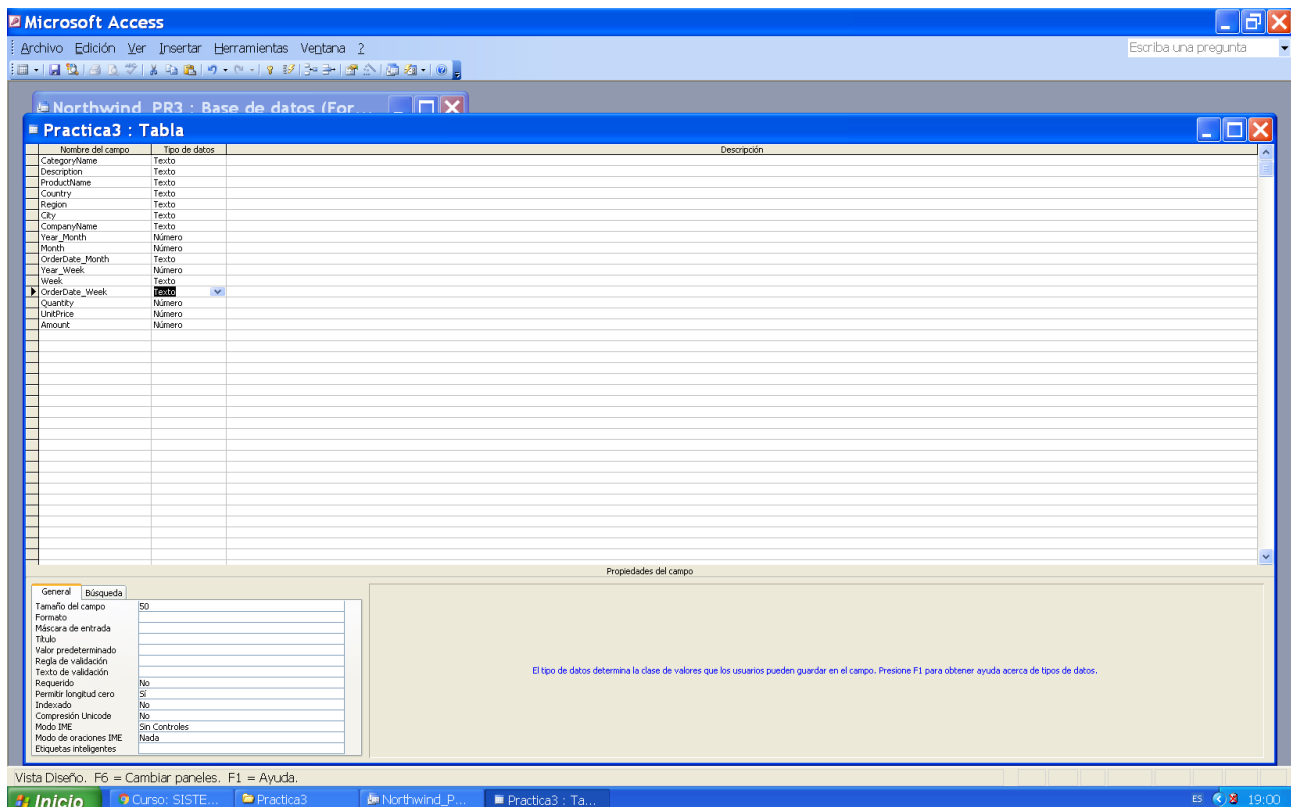 Microsoft Access
Archivo Edición Ver Insertar Herramientas Ventana ?
Escriba una pregunta
Northwind_PR3 : Base de datos (For...
Practica3 : Tabla
Nombre del campo Tipo de datos Descripción
CategoryName Texto
Description Texto
ProductName Texto
Country Texto
Region Texto
City Texto
CompanyName Texto
Year_Month Número
Month Número
OrderDate_Month Texto
Year_Week Número
Week Texto
OrderDate_Week Texto
Quantity Número
UnitPrice Número
Amount Número
Propiedades del campo
General Búsqueda
Tamaño del campo 50
Formato
Máscara de entrada
Título
Valor predeterminado
Regla de validación
Texto de validación
Requerido No
Permitir longitud cero Sí
Indexado No
Compresión Unicode No
Modo IME Sin Controles
Modo de oraciones IME Nada
Etiquetas inteligentes
El tipo de datos determina la clase de valores que los usuarios pueden guardar en el campo. Presione F1 para obtener ayuda acerca de tipos de datos.
Vista Diseño. F6 = Cambiar paneles. F1 = Ayuda.
Inicio Curso: SISTE... Practica3 Northwind_P... Practica3 : Ta... ES 19:00